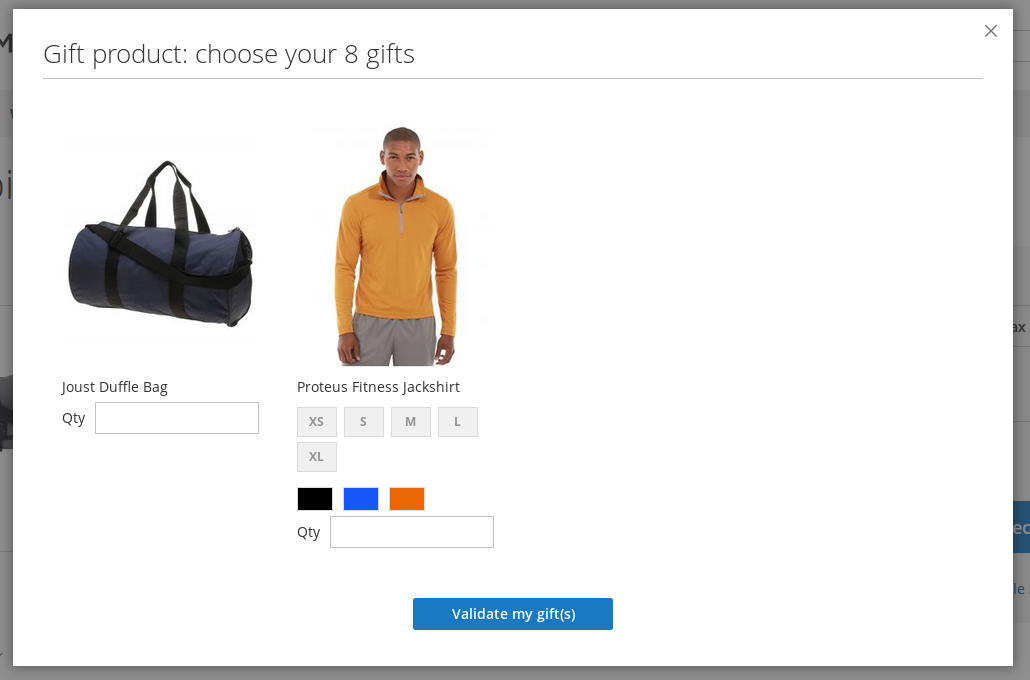 Gift product: choose your 8 gifts
Joust Duffle Bag
Qty
Proteus Fitness Jackshirt
XS S M L
XL
Qty
Validate my gift(s)